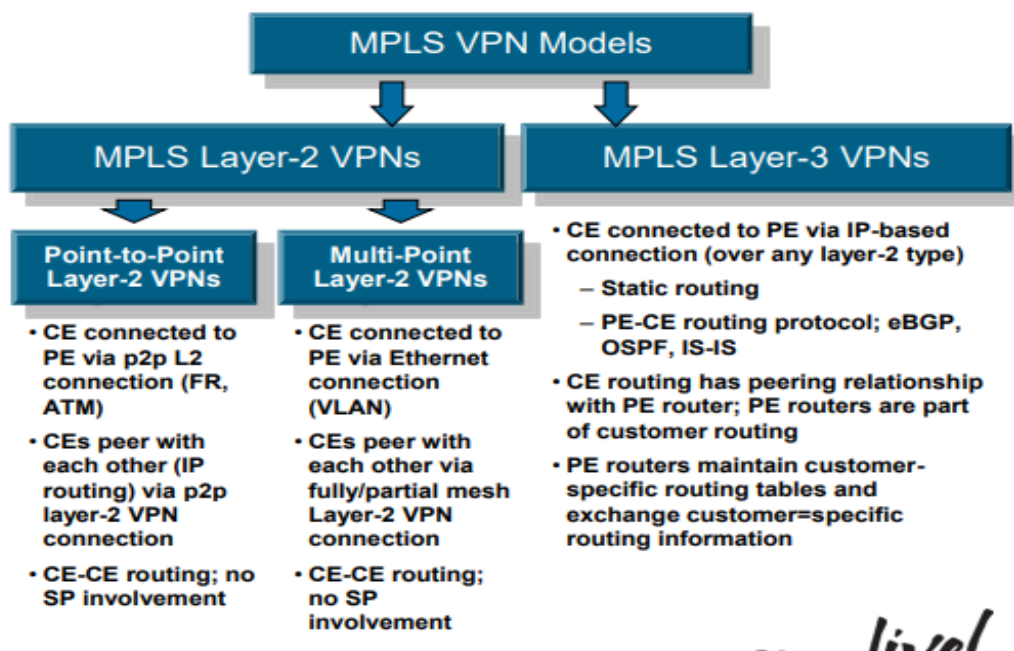 MPLS VPN Models
MPLS Layer-2 VPNs
MPLS Layer-3 VPNs
Point-to-Point
Layer-2 VPNs
• CE connected to
PE via p2p L2
connection (FR,
ATM)
• CEs peer with
each other (IP
routing) via p2p
layer-2 VPN
connection
• CE-CE routing; no
SP involvement
Multi-Point
Layer-2 VPNs
• CE connected to
PE via Ethernet
connection
(VLAN)
• CEs peer with
each other via
fully/partial mesh
Layer-2 VPN
connection
• CE-CE routing;
no SP
involvement
• CE connected to PE via IP-based
connection (over any layer-2 type)
– Static routing
– PE-CE routing protocol; eBGP,
OSPF, IS-IS
• CE routing has peering relationship
with PE router; PE routers are part
of customer routing
• PE routers maintain customer-
specific routing tables and
exchange customer=specific
routing information
live!